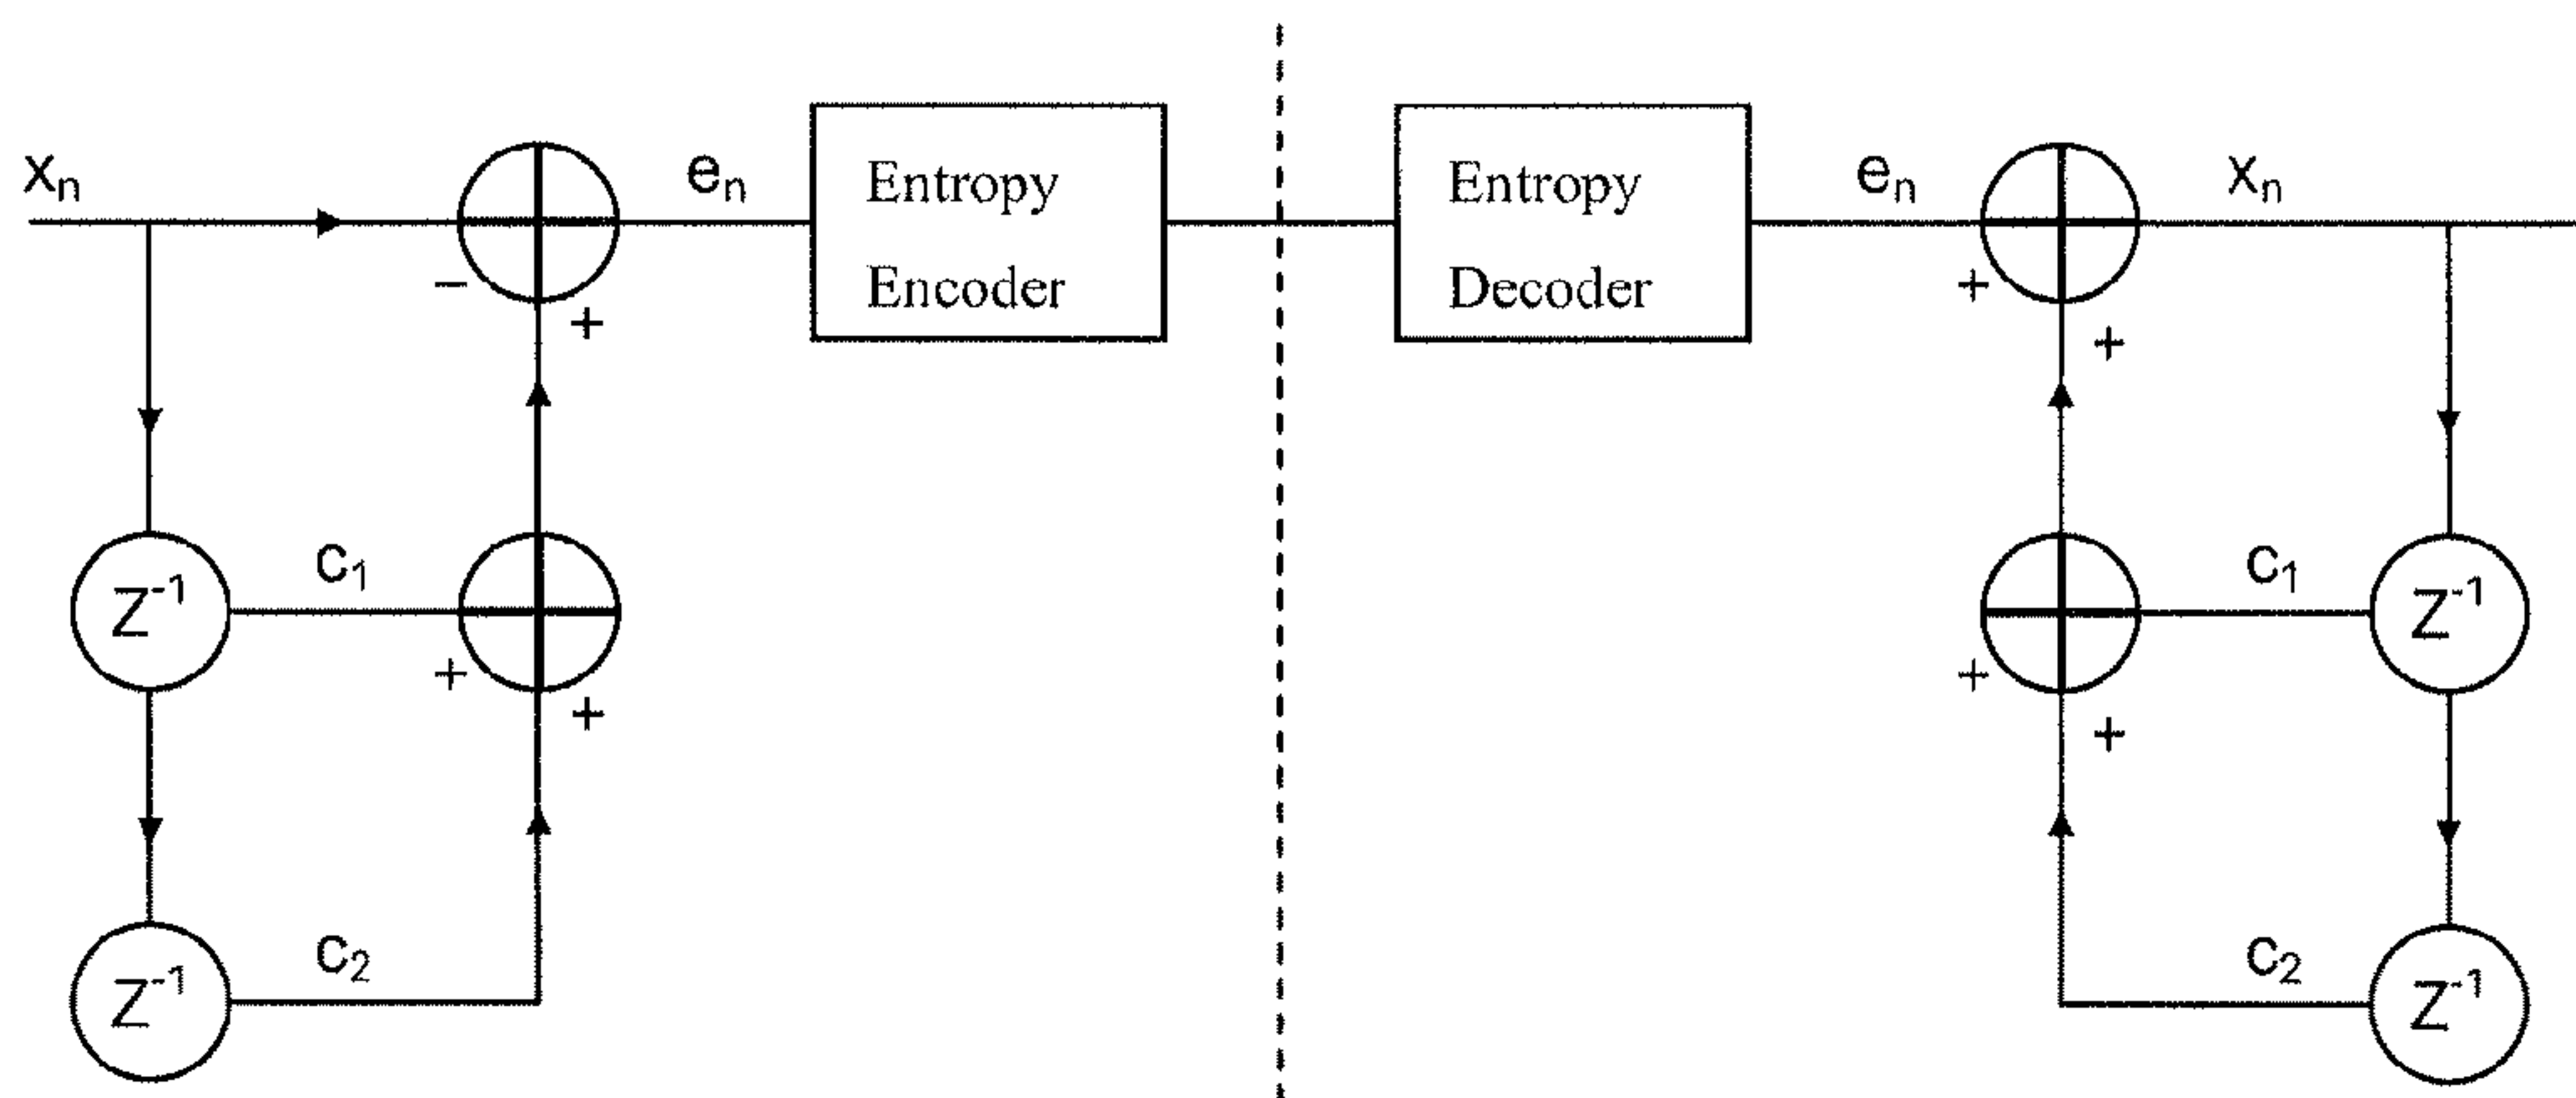 xₙ
eₙ
Entropy
Encoder
Entropy
Decoder
eₙ
xₙ
−
+
+
+
Z⁻¹
c₁
c₁
Z⁻¹
+
+
+
+
Z⁻¹
c₂
c₂
Z⁻¹